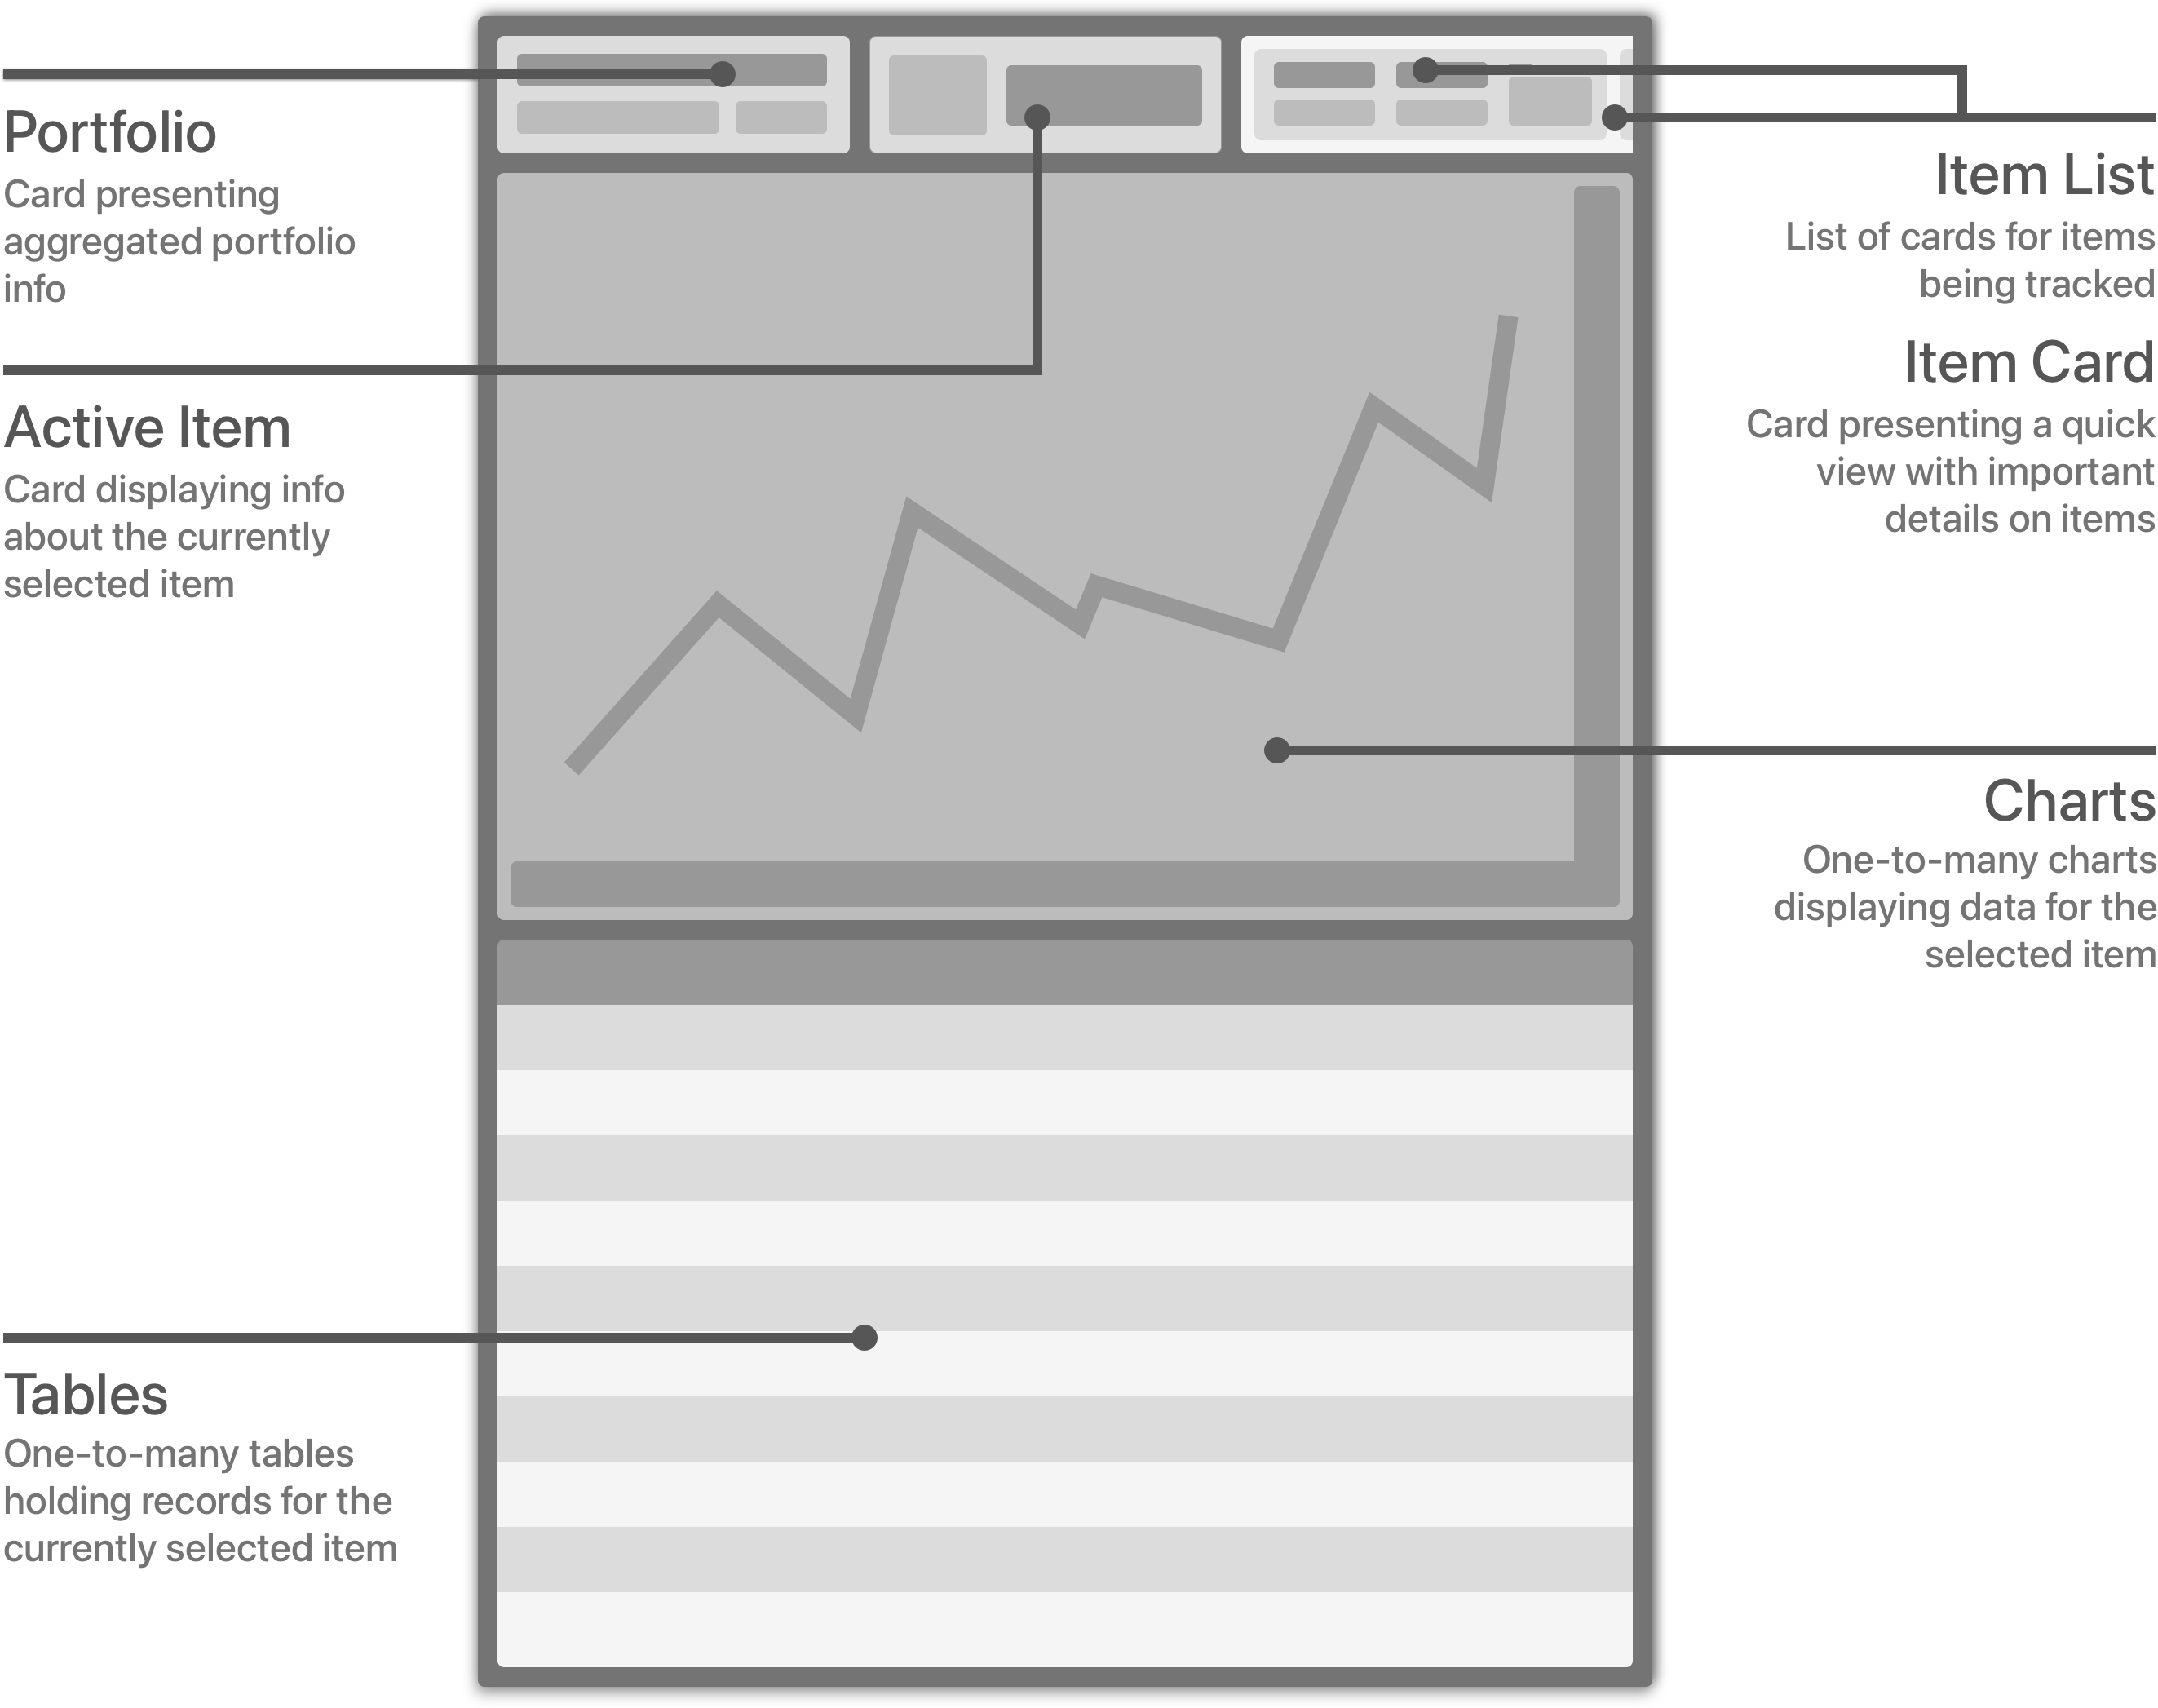 Portfolio
Card presenting
aggregated portfolio
info
Active Item
Card displaying info
about the currently
selected item
Tables
One-to-many tables
holding records for the
currently selected item
Item List
List of cards for items
being tracked
Item Card
Card presenting a quick
view with important
details on items
Charts
One-to-many charts
displaying data for the
selected item